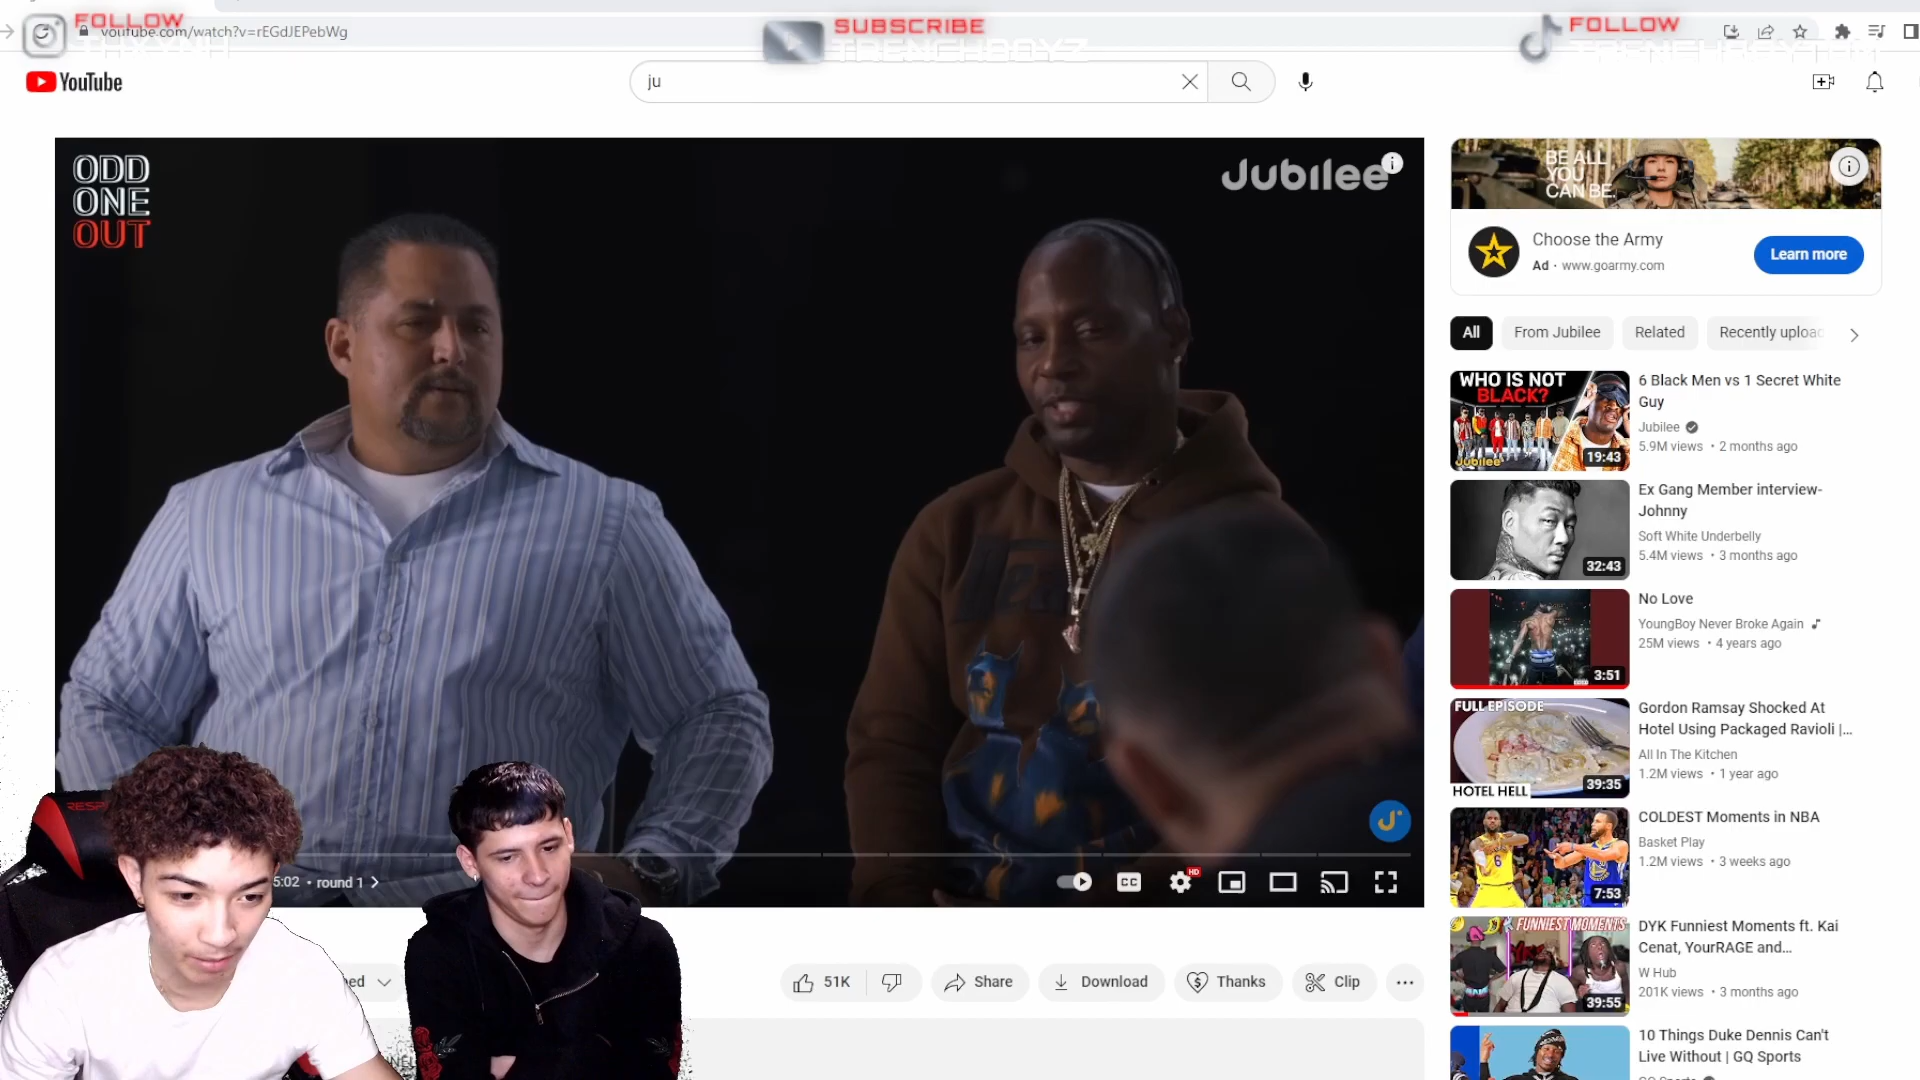 FOLLOW
SUBSCRIBE
FOLLOW
youtube.com/watch?v=rEGdJEPebWg
TRENCHBOYZ
YouTube
ju
ODD
ONE
OUT
Jubilee
BE ALL
YOU
CAN BE.
Choose the Army
Ad · www.goarmy.com
Learn more
All
From Jubilee
Related
Recently uploa
WHO IS NOT
BLACK?
Jubilee
19:43
6 Black Men vs 1 Secret White
Guy
Jubilee
5.9M views • 2 months ago
32:43
Ex Gang Member interview-
Johnny
Soft White Underbelly
5.4M views • 3 months ago
3:51
No Love
YoungBoy Never Broke Again
25M views • 4 years ago
FULL EPISODE
HOTEL HELL
39:35
Gordon Ramsay Shocked At
Hotel Using Packaged Ravioli |...
All In The Kitchen
1.2M views • 1 year ago
6
7:53
COLDEST Moments in NBA
Basket Play
1.2M views • 3 weeks ago
FUNNIEST MOMENTS
39:55
DYK Funniest Moments ft. Kai
Cenat, YourRAGE and...
W Hub
201K views • 3 months ago
10 Things Duke Dennis Can't
Live Without | GQ Sports
5:02 • round 1
CC
HD
RESP
ed
51K
Share
Download
Thanks
Clip